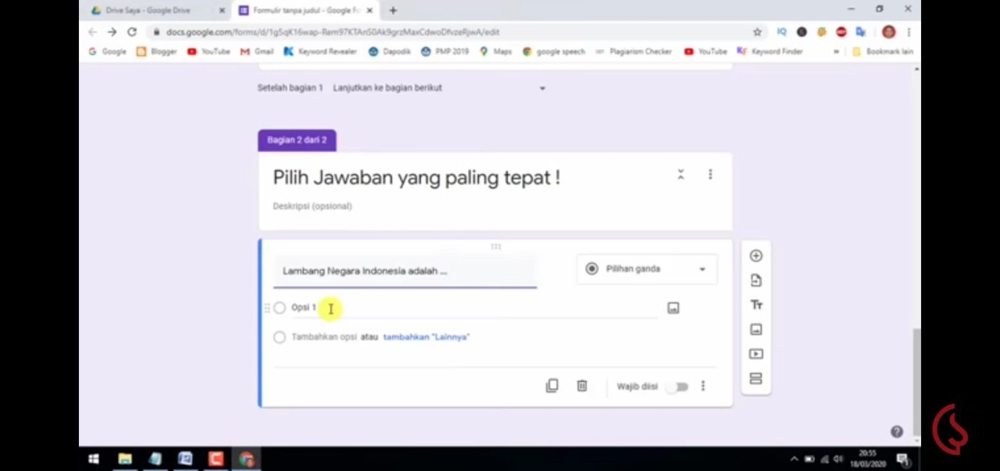 Drive Saya - Google Drive
Formulir tanpa judul - Google Fo
docs.google.com/forms/d/1g5qK16wap-Rem97KTAnS0Ak9grzMaxCdwoDfvzeRjwA/edit
Google Blogger YouTube Gmail Keyword Revealer Dapodik PMP 2019 Maps google speech Plagiarism Checker YouTube Keyword Finder » Bookmark lain
Setelah bagian 1 Lanjutkan ke bagian berikut
Bagian 2 dari 2
Pilih Jawaban yang paling tepat !
Deskripsi (opsional)
Lambang Negara Indonesia adalah ...
Pilihan ganda
Opsi 1
Tambahkan opsi atau tambahkan "Lainnya"
Wajib diisi
20:55
18/03/2020